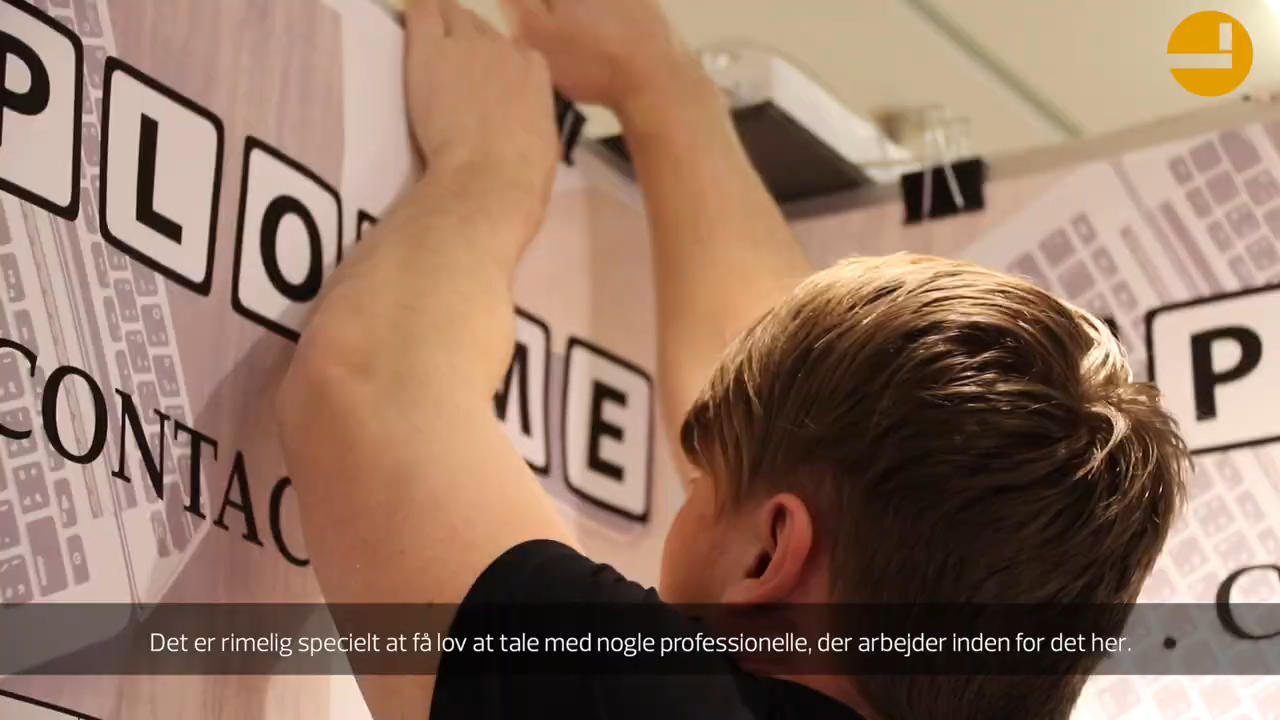 PLO ME
CONTAC
P
C
Det er rimelig specielt at få lov at tale med nogle professionelle, der arbejder inden for det her.